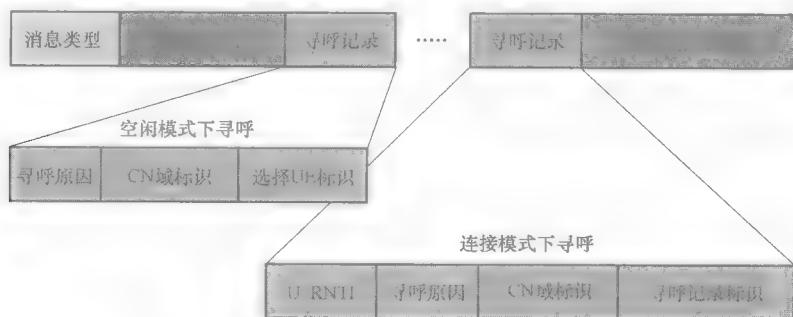 消息类型 寻呼记录 ..... 寻呼记录
空闲模式下寻呼
寻呼原因 CN域标识 选择UE标识
连接模式下寻呼
U RNTI 寻呼原因 CN域标识 寻呼记录标识